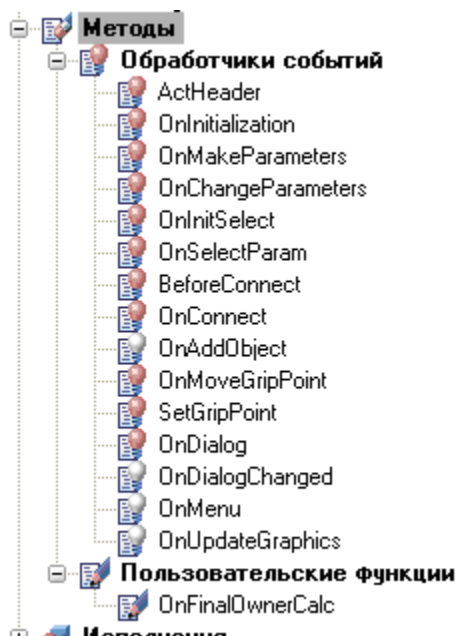 Методы
Обработчики событий
ActHeader
OnInitialization
OnMakeParameters
OnChangeParameters
OnInitSelect
OnSelectParam
BeforeConnect
OnConnect
OnAddObject
OnMoveGripPoint
SetGripPoint
OnDialog
OnDialogChanged
OnMenu
OnUpdateGraphics
Пользовательские функции
OnFinalOwnerCalc
Исполнения